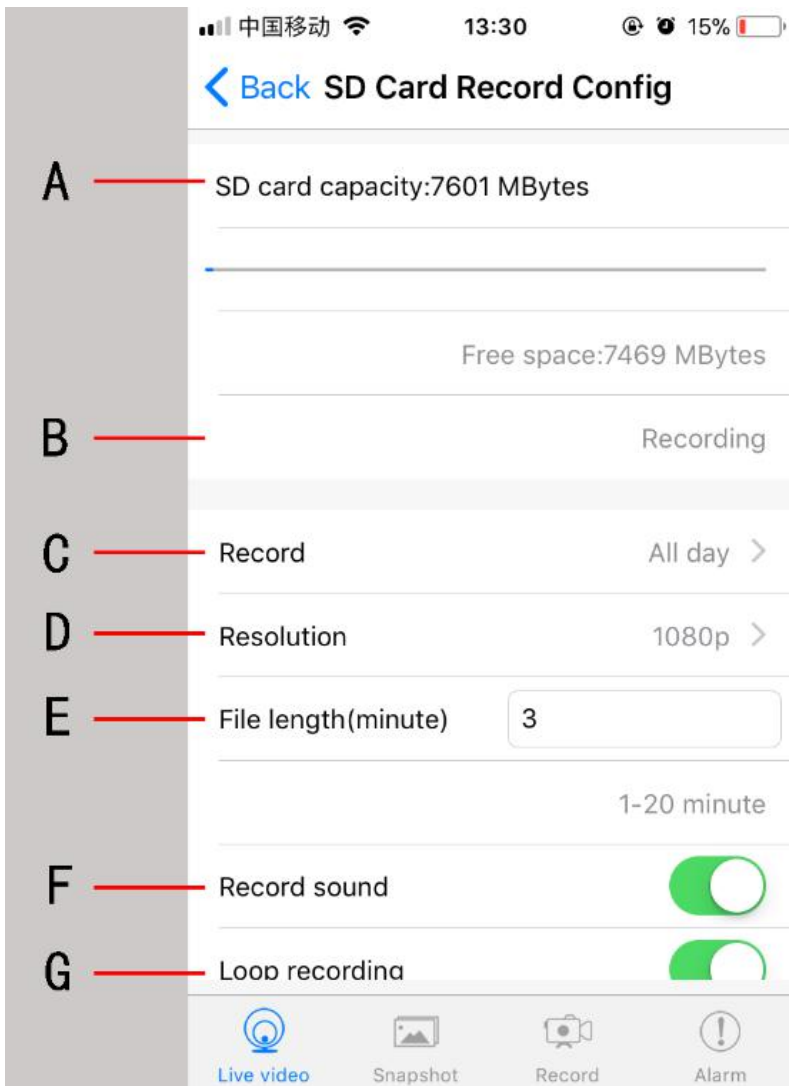 中国移动 13:30 15%
Back SD Card Record Config
A SD card capacity:7601 MBytes
Free space:7469 MBytes
B Recording
C Record All day
D Resolution 1080p
E File length(minute) 3
1-20 minute
F Record sound
G Loop recording
Live video Snapshot Record Alarm